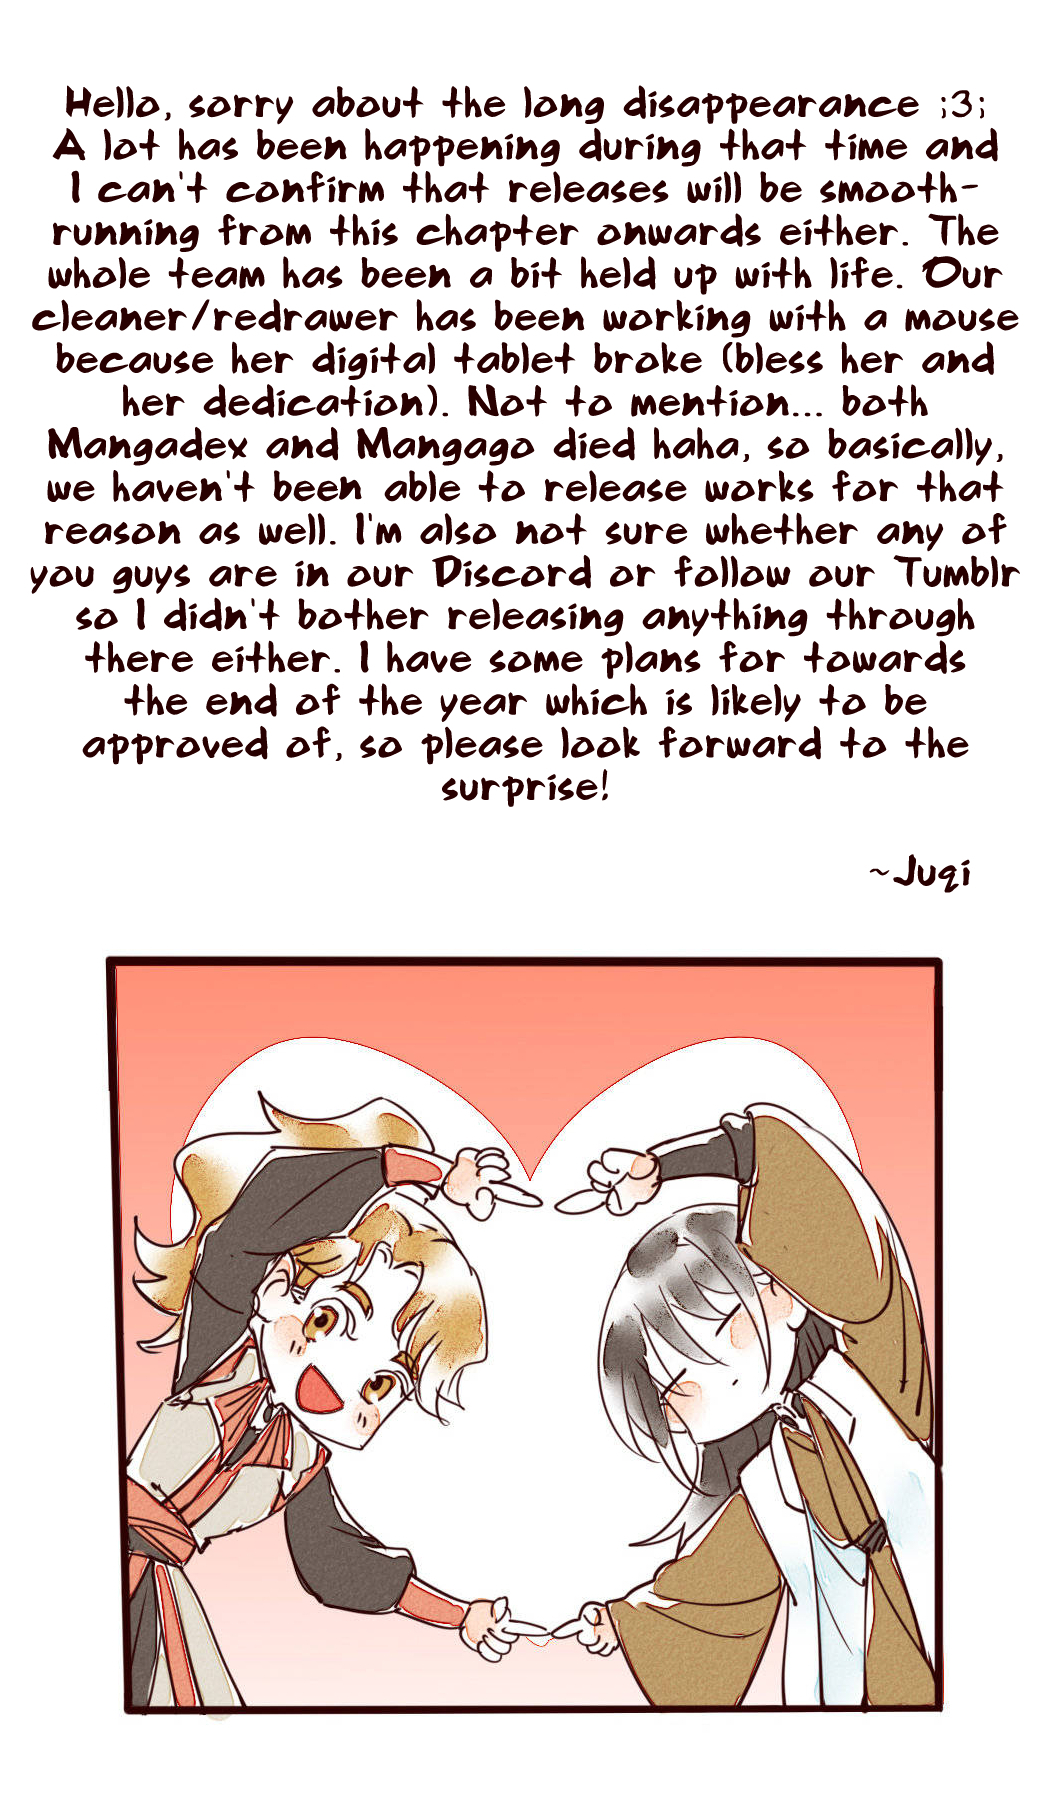 Hello, sorry about the long disappearance ;3;
A lot has been happening during that time and
I can't confirm that releases will be smooth-
running from this chapter onwards either. The
whole team has been a bit held up with life. Our
cleaner/redrawer has been working with a mouse
because her digital tablet broke (bless her and
her dedication). Not to mention... both
Mangadex and Mangago died haha, so basically,
we haven't been able to release works for that
reason as well. I'm also not sure whether any of
you guys are in our Discord or follow our Tumblr
so I didn't bother releasing anything through
there either. I have some plans for towards
the end of the year which is likely to be
approved of, so please look forward to the
surprise!
~Juqi